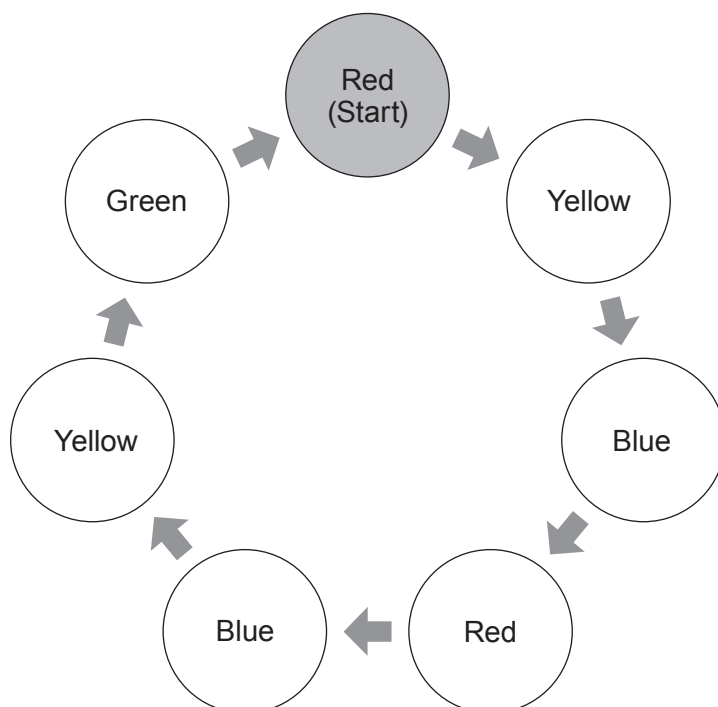 Red
(Start)
Yellow
Blue
Red
Blue
Yellow
Green